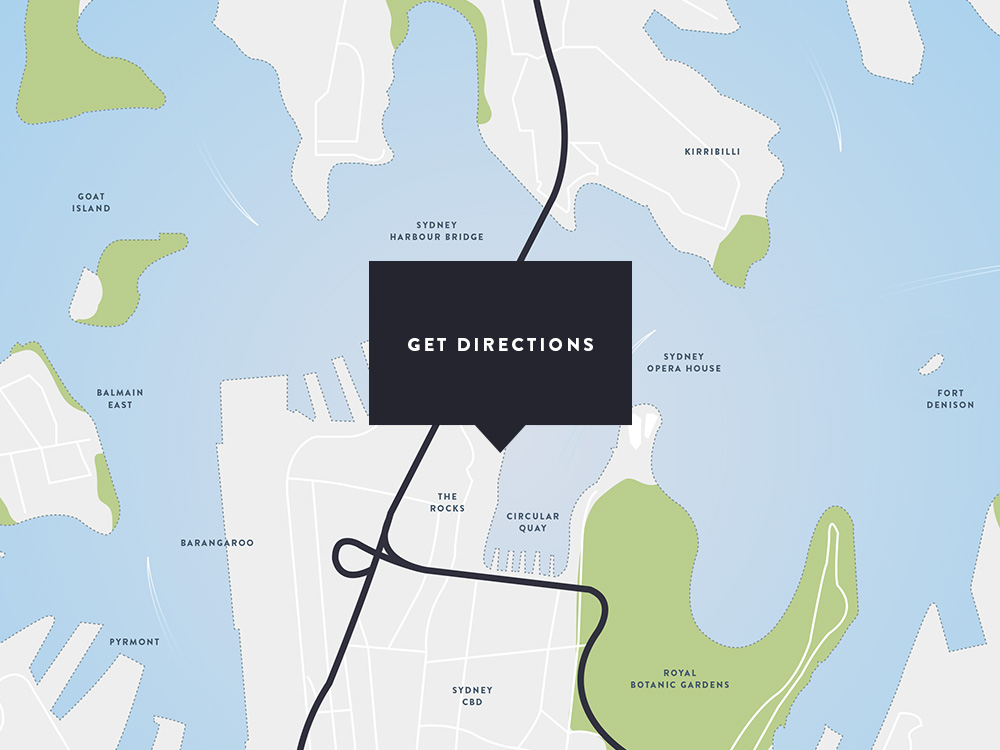 KIRRIBILLI
GOAT
ISLAND
SYDNEY
HARBOUR BRIDGE
GET DIRECTIONS
SYDNEY
OPERA HOUSE
BALMAIN
EAST
FORT
DENISON
THE
ROCKS
CIRCULAR
QUAY
BARANGAROO
PYRMONT
ROYAL
BOTANIC GARDENS
SYDNEY
CBD